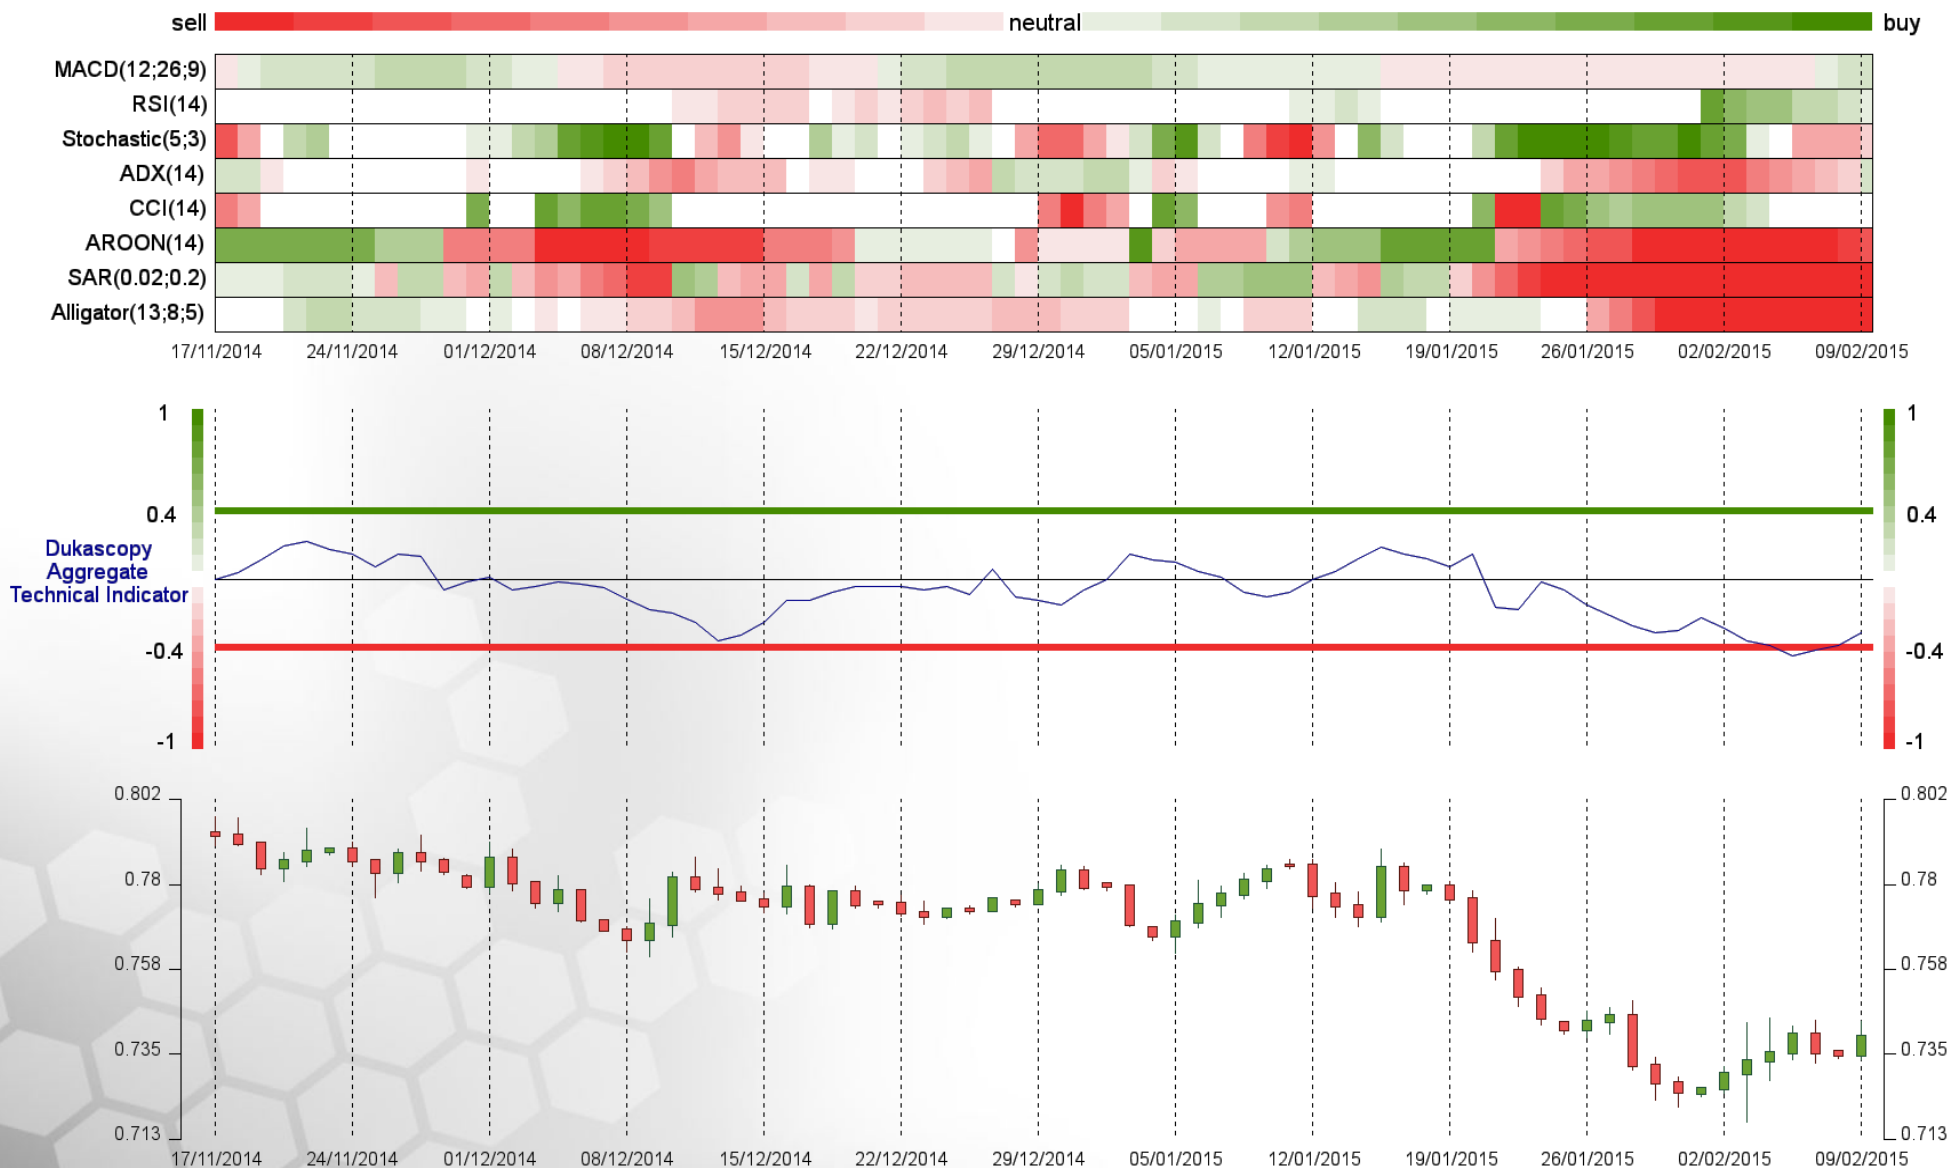 sell neutral buy
MACD(12;26;9)
RSI(14)
Stochastic(5;3)
ADX(14)
CCI(14)
AROON(14)
SAR(0.02;0.2)
Alligator(13;8;5)
17/11/2014 24/11/2014 01/12/2014 08/12/2014 15/12/2014 22/12/2014 29/12/2014 05/01/2015 12/01/2015 19/01/2015 26/01/2015 02/02/2015 09/02/2015
1 1
0.4 0.4
Dukascopy
Aggregate
Technical Indicator
-0.4 -0.4
-1 -1
0.802 0.802
0.78 0.78
0.758 0.758
0.735 0.735
0.713 0.713
17/11/2014 24/11/2014 01/12/2014 08/12/2014 15/12/2014 22/12/2014 29/12/2014 05/01/2015 12/01/2015 19/01/2015 26/01/2015 02/02/2015 09/02/2015